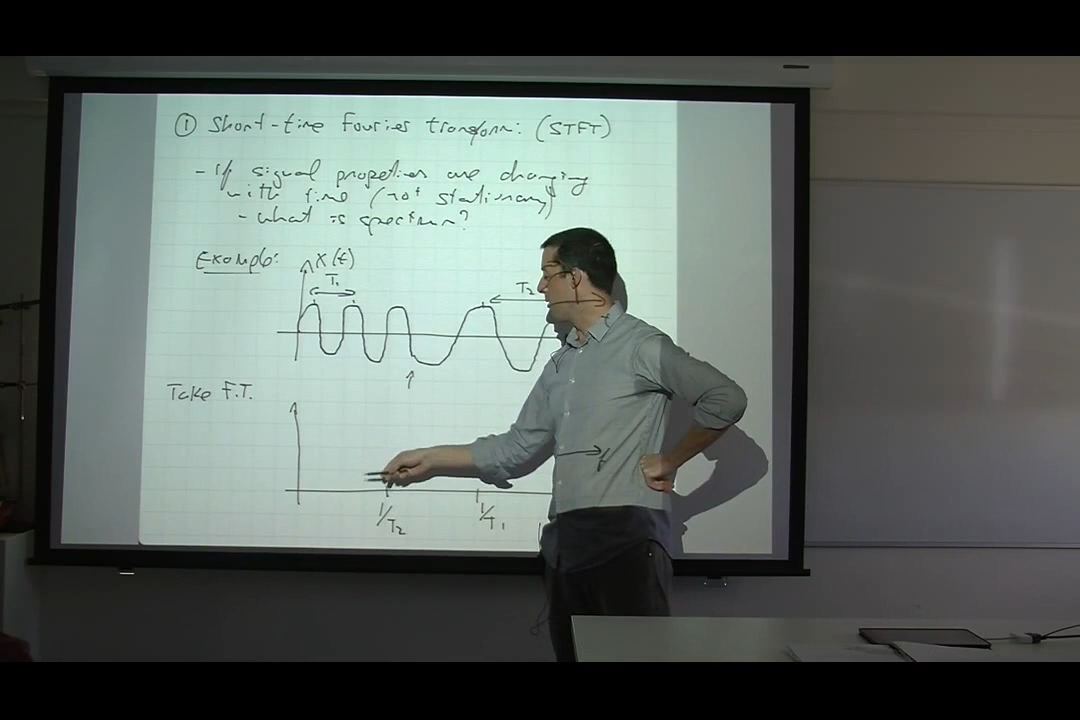 ① Short-time Fourier transform: (STFT)
- If signal properties are changing
with time (not stationary)
- what is spectrum?
Example:
x(t)
T₁
T₂
Take F.T.
f
1/T₂
1/T₁